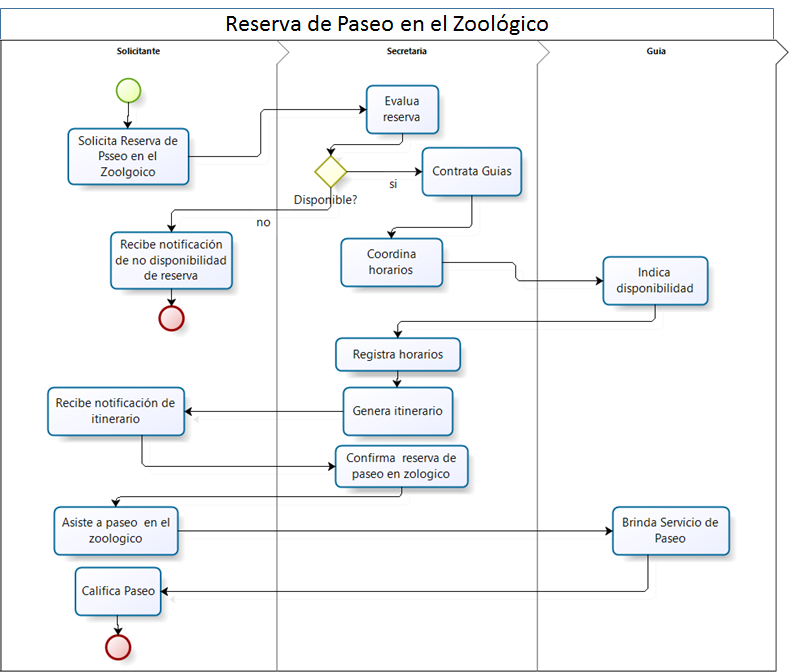 Reserva de Paseo en el Zoológico
Solicitante
Secretaria
Guia
Evalua
reserva
Solicita Reserva de
Psseo en el
Zoolgoico
Contrata Guias
si
Disponible?
no
Recibe notificación
de no disponibilidad
de reserva
Coordina
horarios
Indica
disponibilidad
Registra horarios
Recibe notificación de
itinerario
Genera itinerario
Confirma reserva de
paseo en zologico
Asiste a paseo en el
zoologico
Brinda Servicio de
Paseo
Califica Paseo